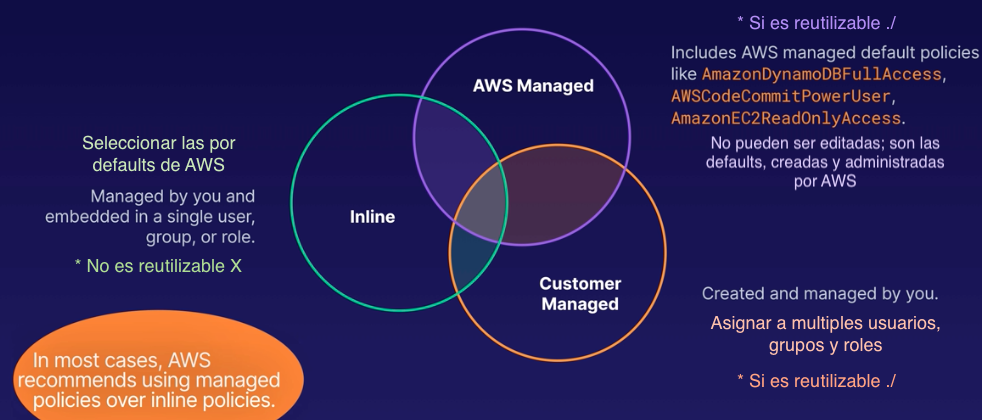 * Si es reutilizable ./
Includes AWS managed default policies
like AmazonDynamoDBFullAccess,
AWSCodeCommitPowerUser,
AmazonEC2ReadOnlyAccess.
No pueden ser editadas; son las
defaults, creadas y administradas
por AWS
AWS Managed
Seleccionar las por
defaults de AWS
Managed by you and
embedded in a single user,
group, or role.
* No es reutilizable X
Inline
Customer
Managed
Created and managed by you.
Asignar a multiples usuarios,
grupos y roles
* Si es reutilizable ./
In most cases, AWS
recommends using managed
policies over inline policies.